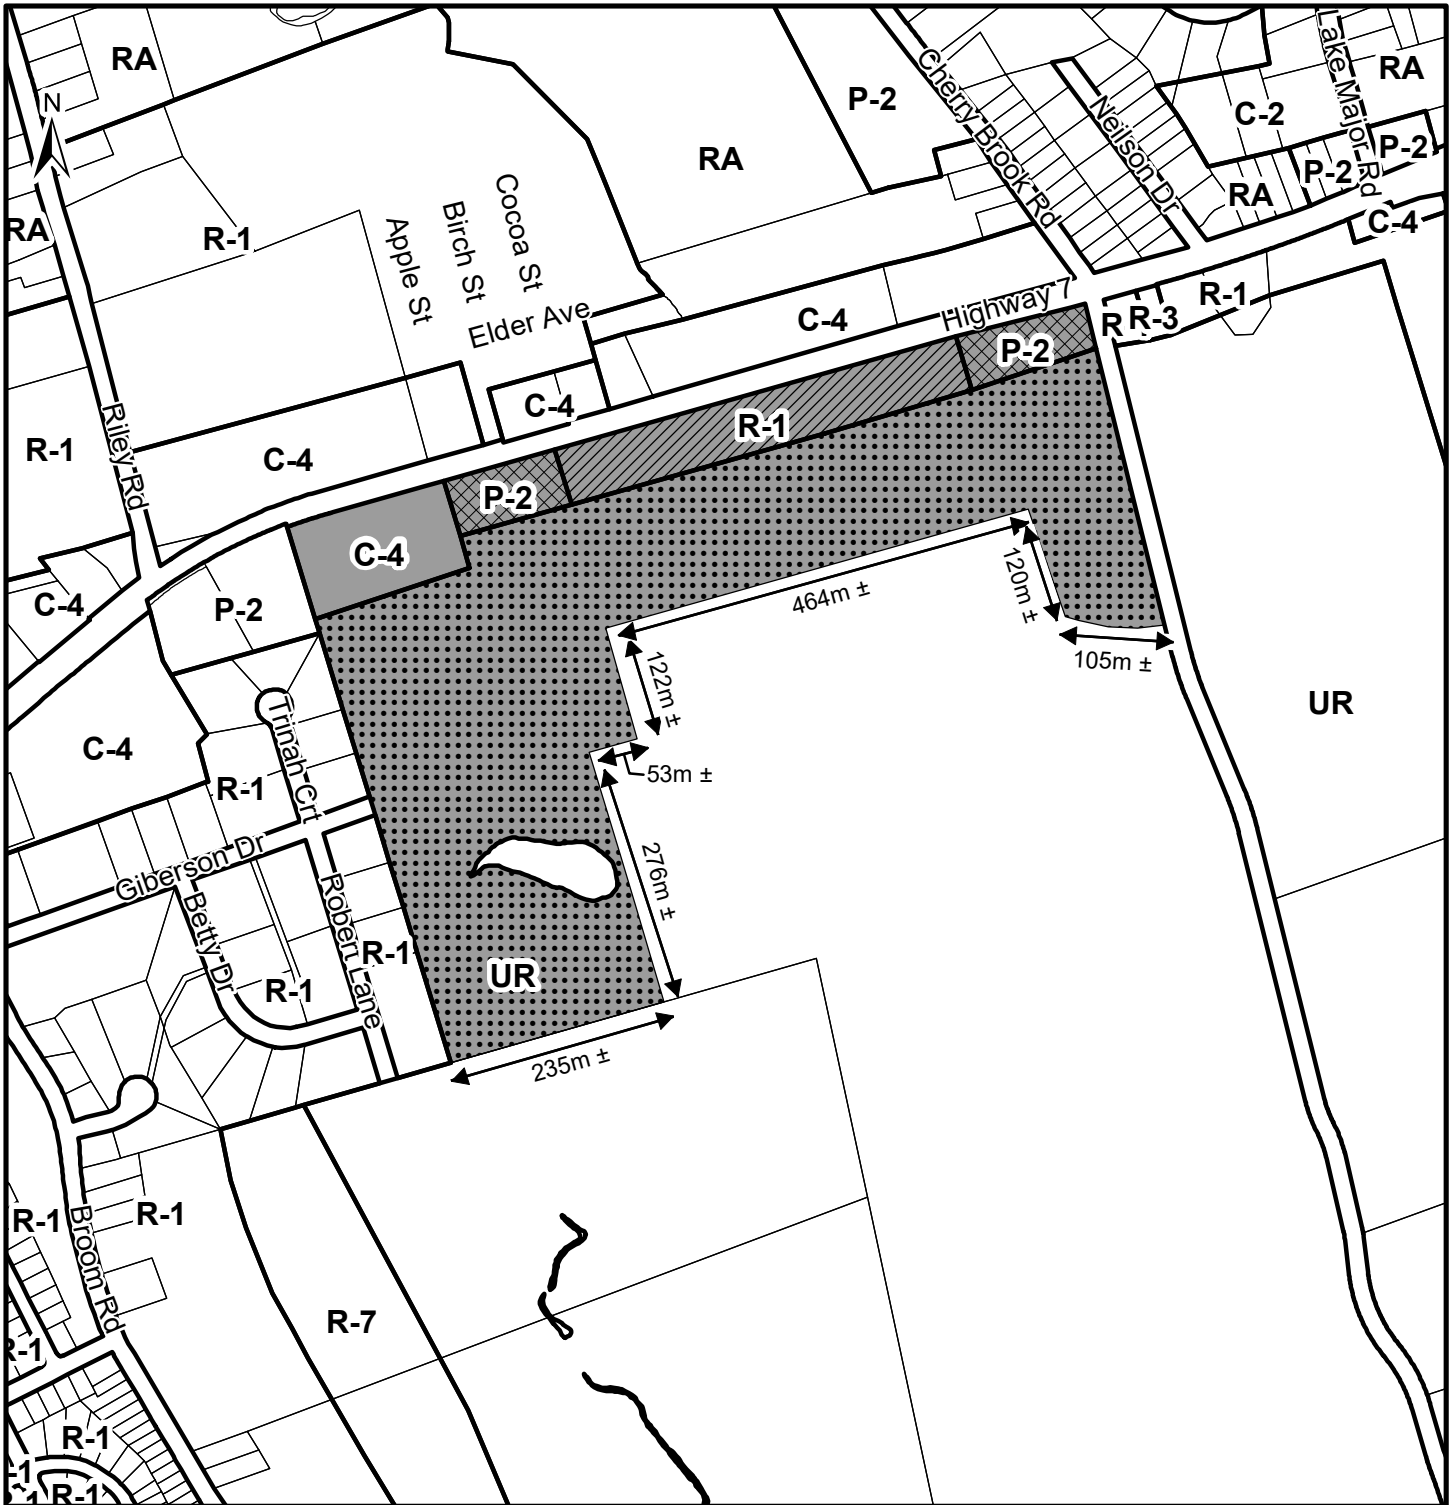 RA
N
RA
R-1
Apple St
Birch St
Cocoa St
Elder Ave
RA
P-2
Cherry Brook Rd
Neilson Dr
C-2
Lake Major Rd
RA
P-2
P-2
RA
C-4
R-1
R-3
R
Highway 7
C-4
P-2
R-1
C-4
P-2
C-4
C-4
R-1
Riley Rd
C-4
P-2
C-4
R-1
Trinah Crt
Giberson Dr
Betty Dr
Robert Lane
R-1
R-1
UR
464m ±
120m ±
105m ±
122m ±
53m ±
276m ±
235m ±
UR
R-1
R-1
Broom Rd
R-7
R-1
R-1
-1
R-1